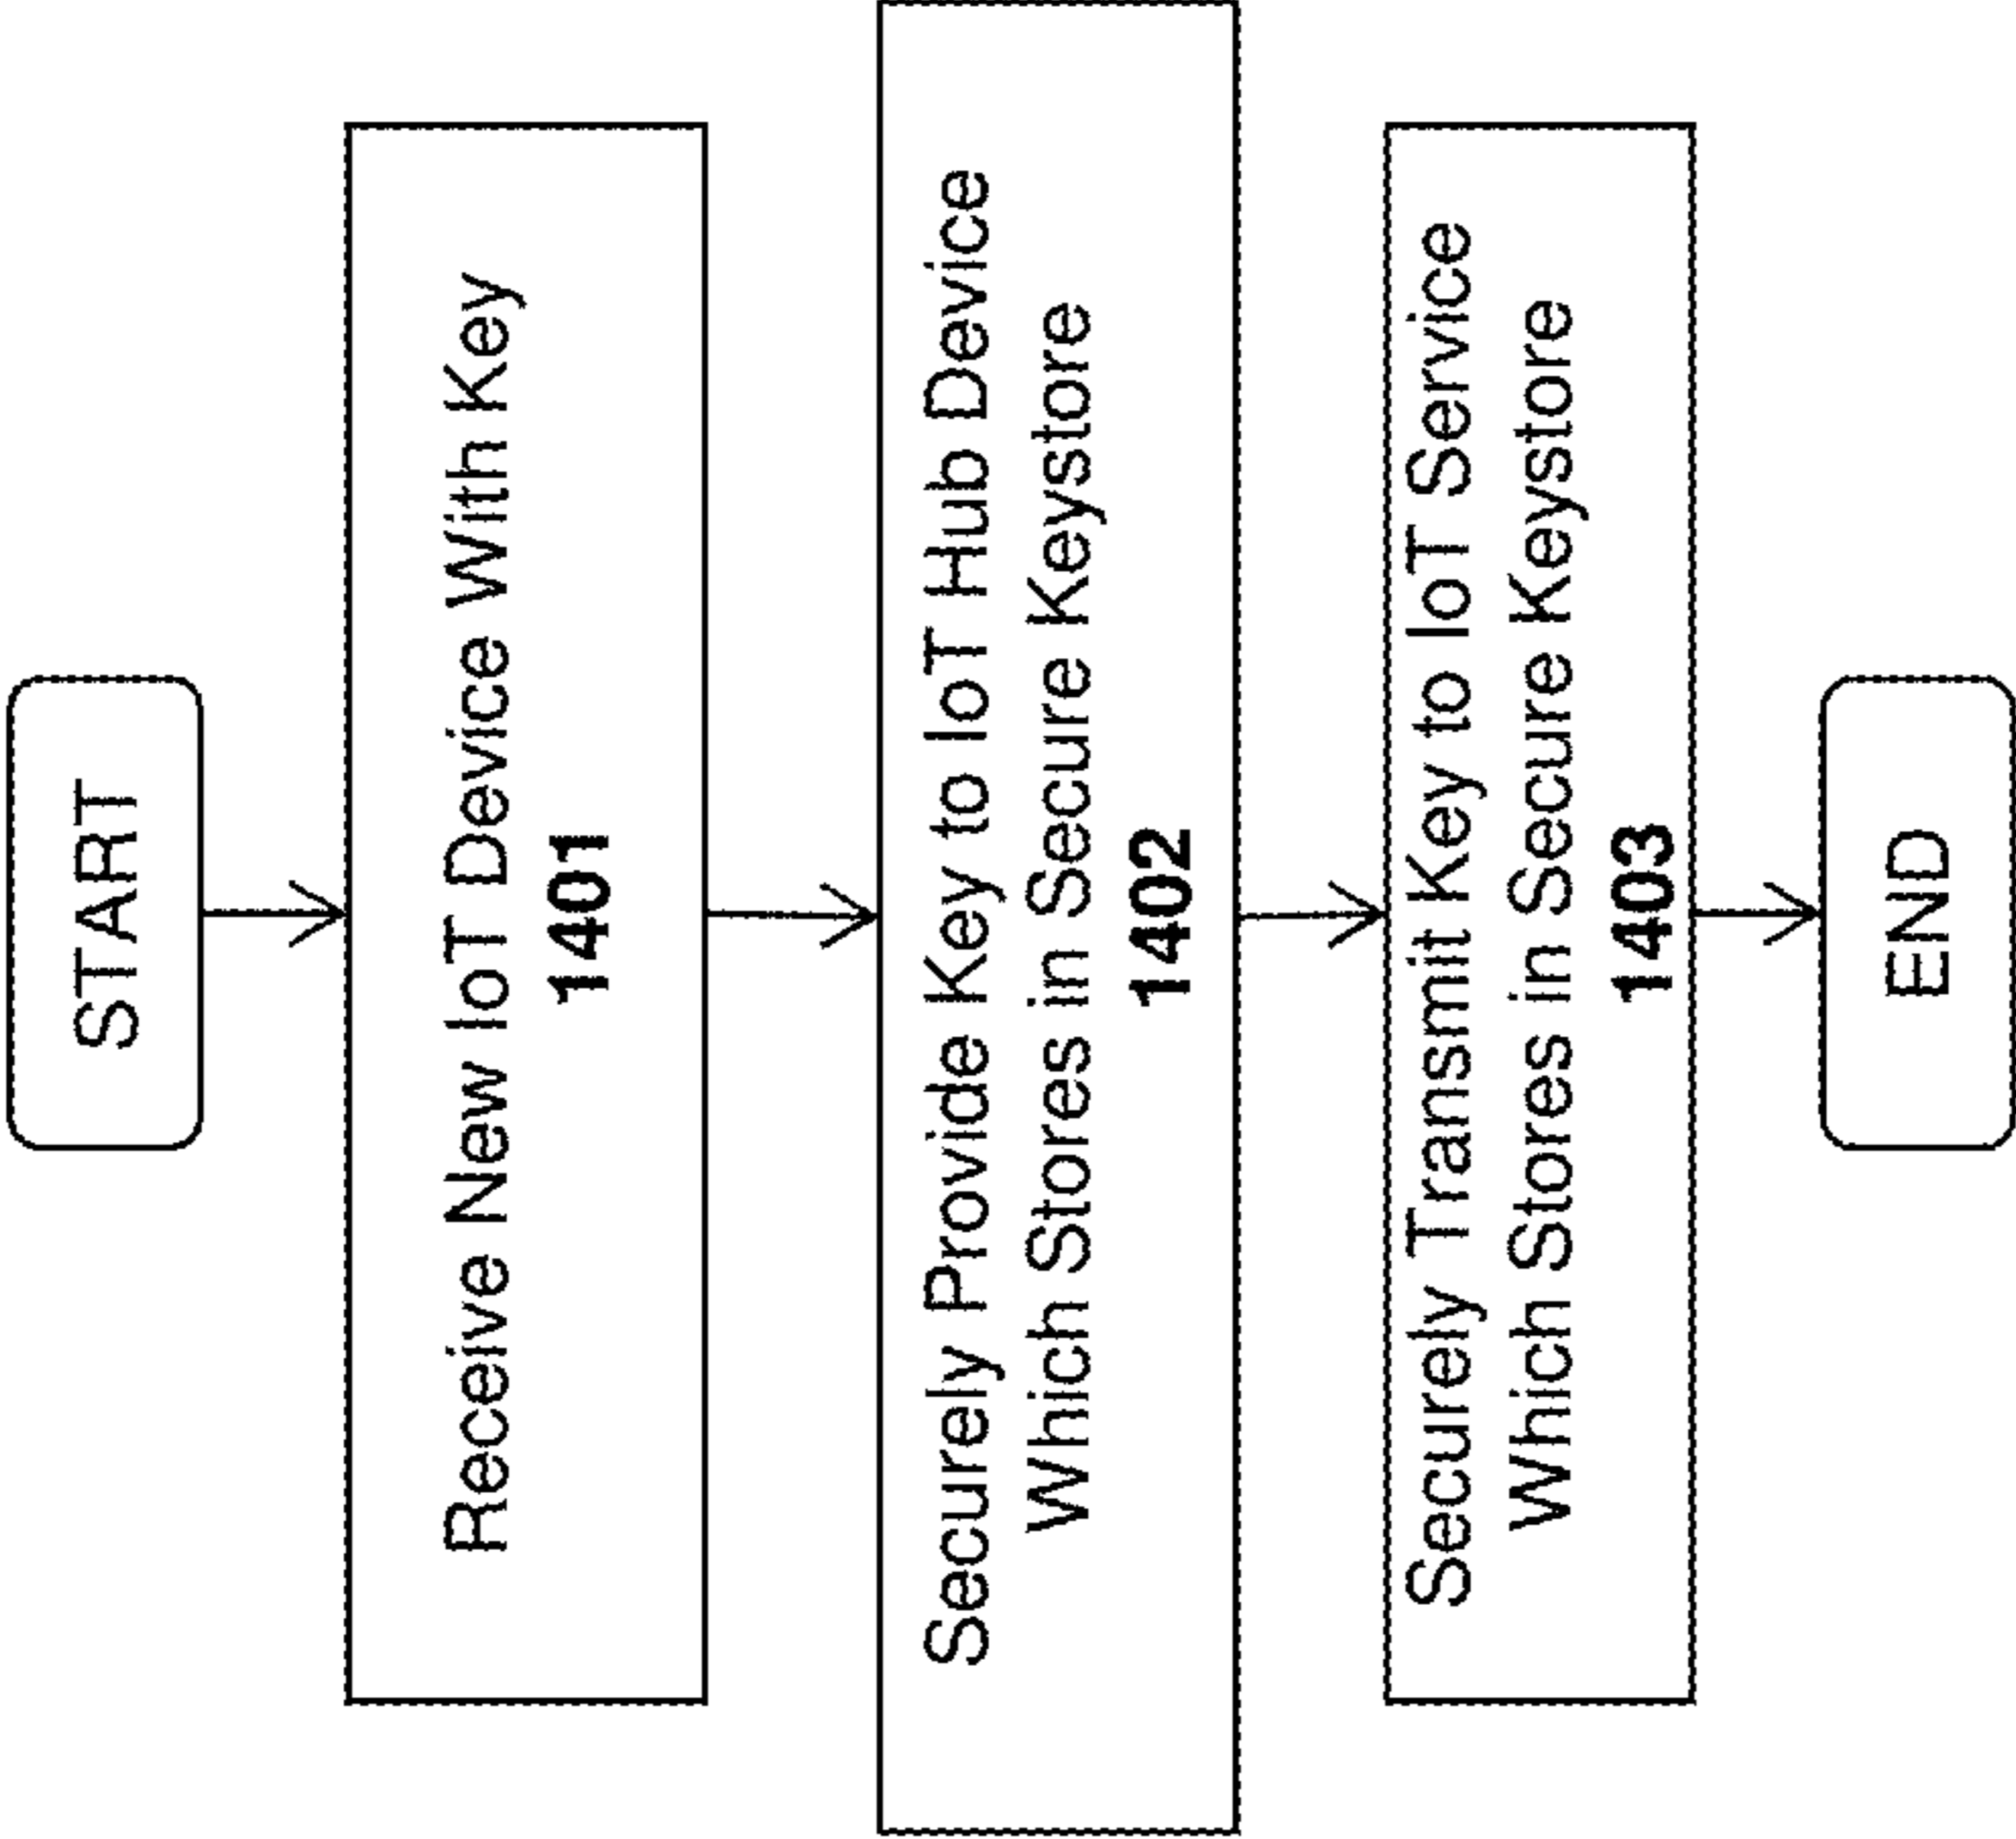 START
Receive New IoT Device With Key
1401
Securely Provide Key to IoT Hub Device
Which Stores in Secure Keystore
1402
Securely Transmit Key to IoT Service
Which Stores in Secure Keystore
1403
END